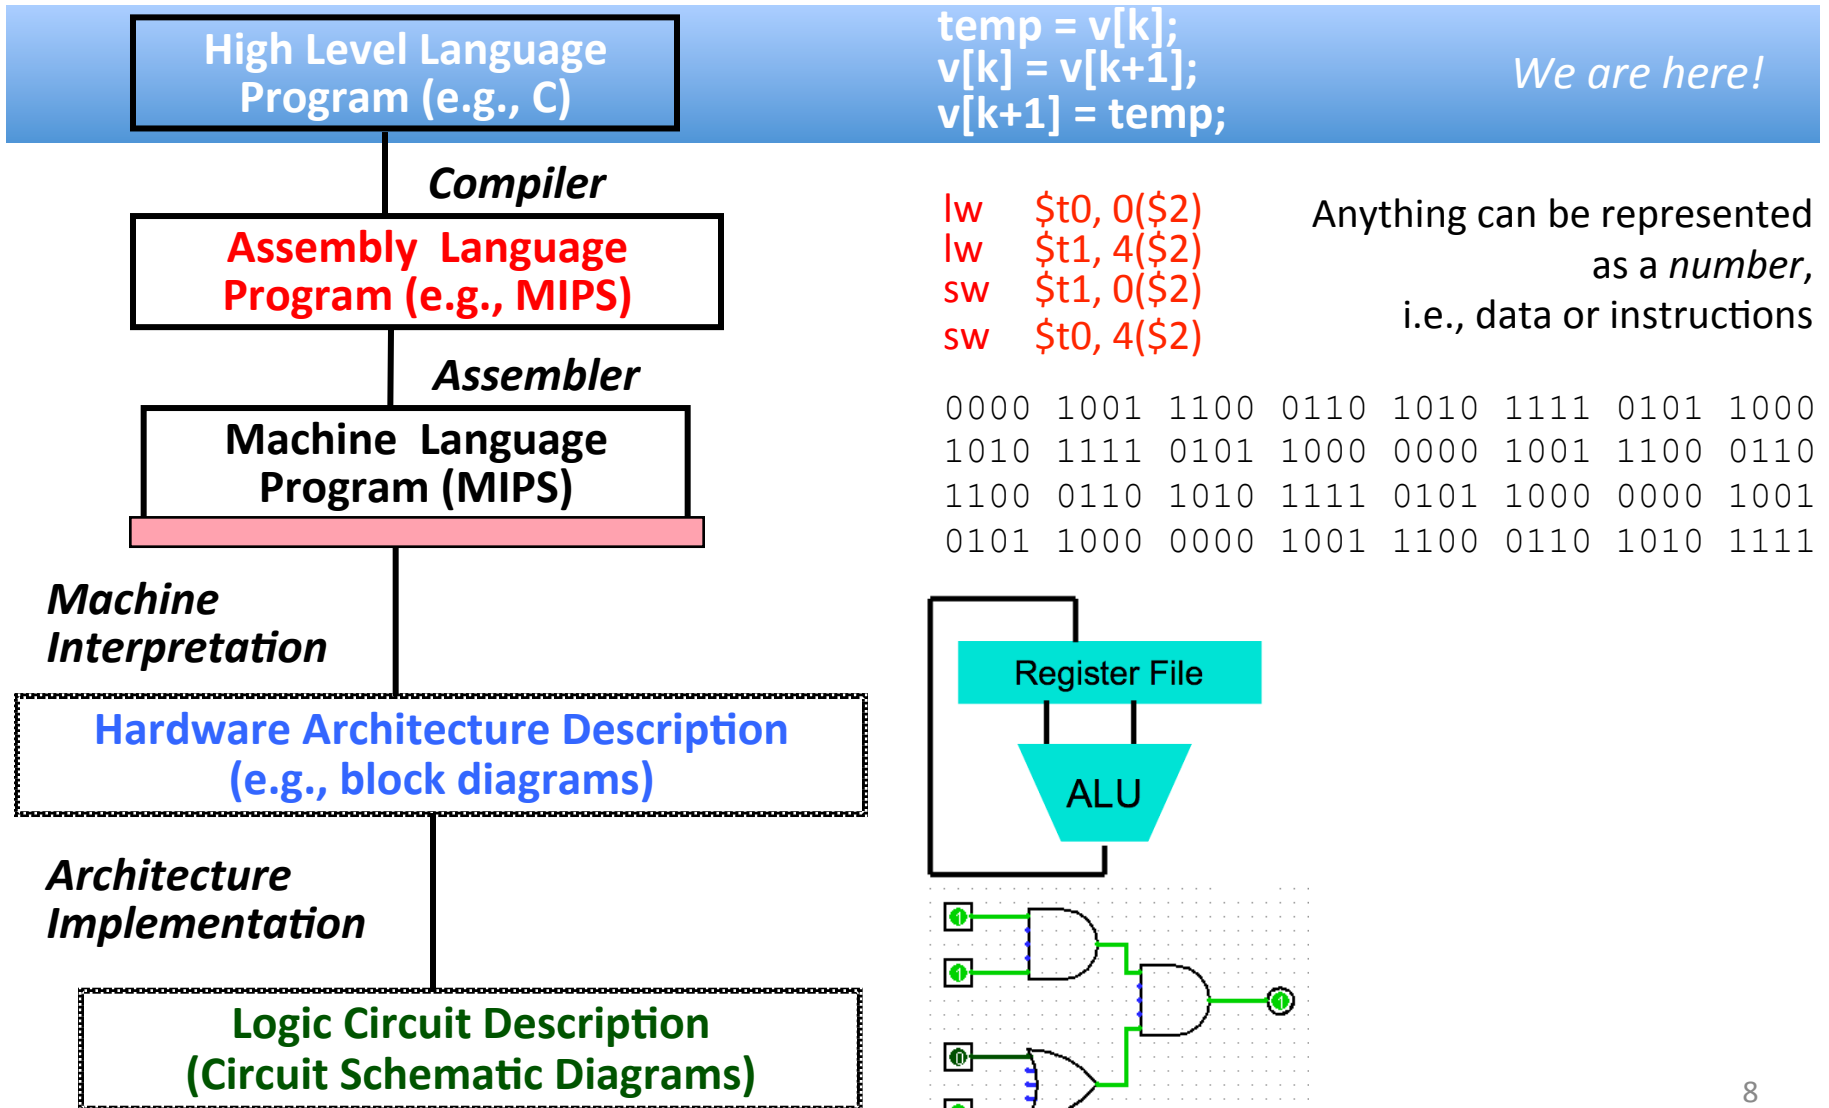 High Level Language
Program (e.g., C)
temp = v[k];
v[k] = v[k+1];
v[k+1] = temp;
We are here!
Compiler
Assembly Language
Program (e.g., MIPS)
lw $t0, 0($2)
lw $t1, 4($2)
sw $t1, 0($2)
sw $t0, 4($2)
Anything can be represented
as a number,
i.e., data or instructions
Assembler
Machine Language
Program (MIPS)
0000 1001 1100 0110 1010 1111 0101 1000
1010 1111 0101 1000 0000 1001 1100 0110
1100 0110 1010 1111 0101 1000 0000 1001
0101 1000 0000 1001 1100 0110 1010 1111
Machine
Interpretation
Register File
ALU
Hardware Architecture Description
(e.g., block diagrams)
Architecture
Implementation
1
1
1
0
Logic Circuit Description
(Circuit Schematic Diagrams)
8